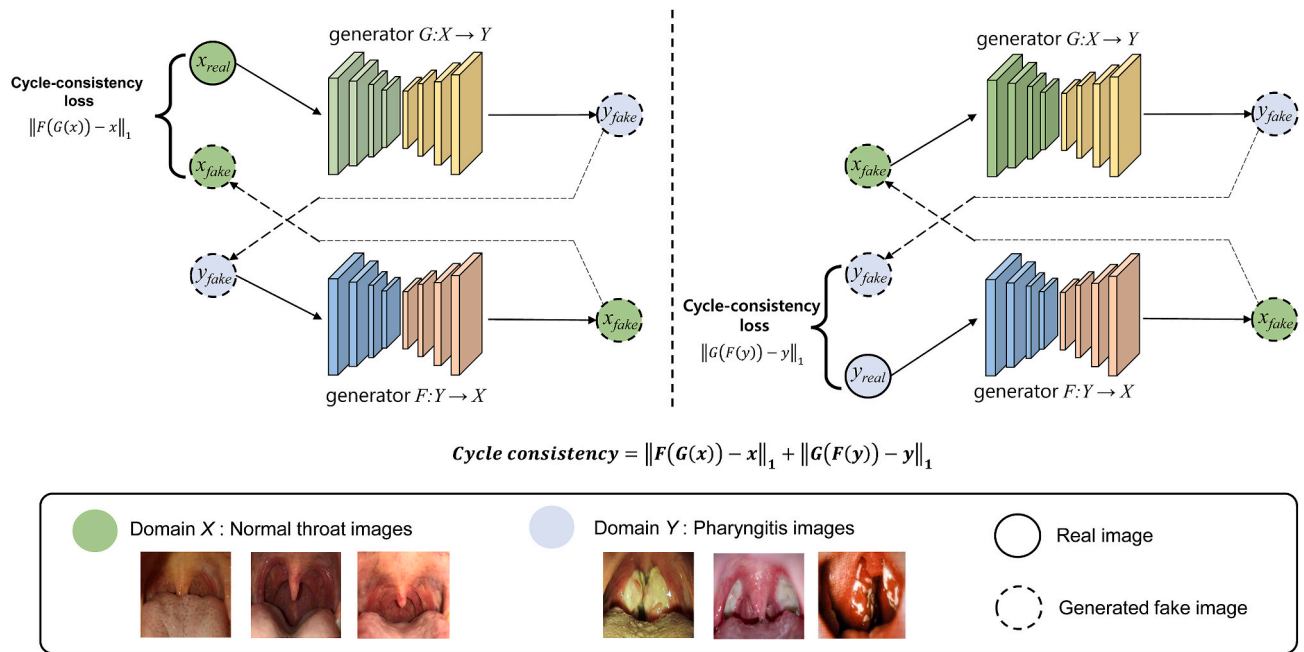 generator G:X → Y
x_real
Cycle-consistency
loss
‖F(G(x)) − x‖₁
y_fake
x_fake
y_fake
x_fake
generator F:Y → X
generator G:X → Y
y_fake
x_fake
y_fake
Cycle-consistency
loss
‖G(F(y)) − y‖₁
x_fake
y_real
generator F:Y → X
Cycle consistency = ‖F(G(x)) − x‖₁ + ‖G(F(y)) − y‖₁
Domain X : Normal throat images
Domain Y : Pharyngitis images
Real image
Generated fake image